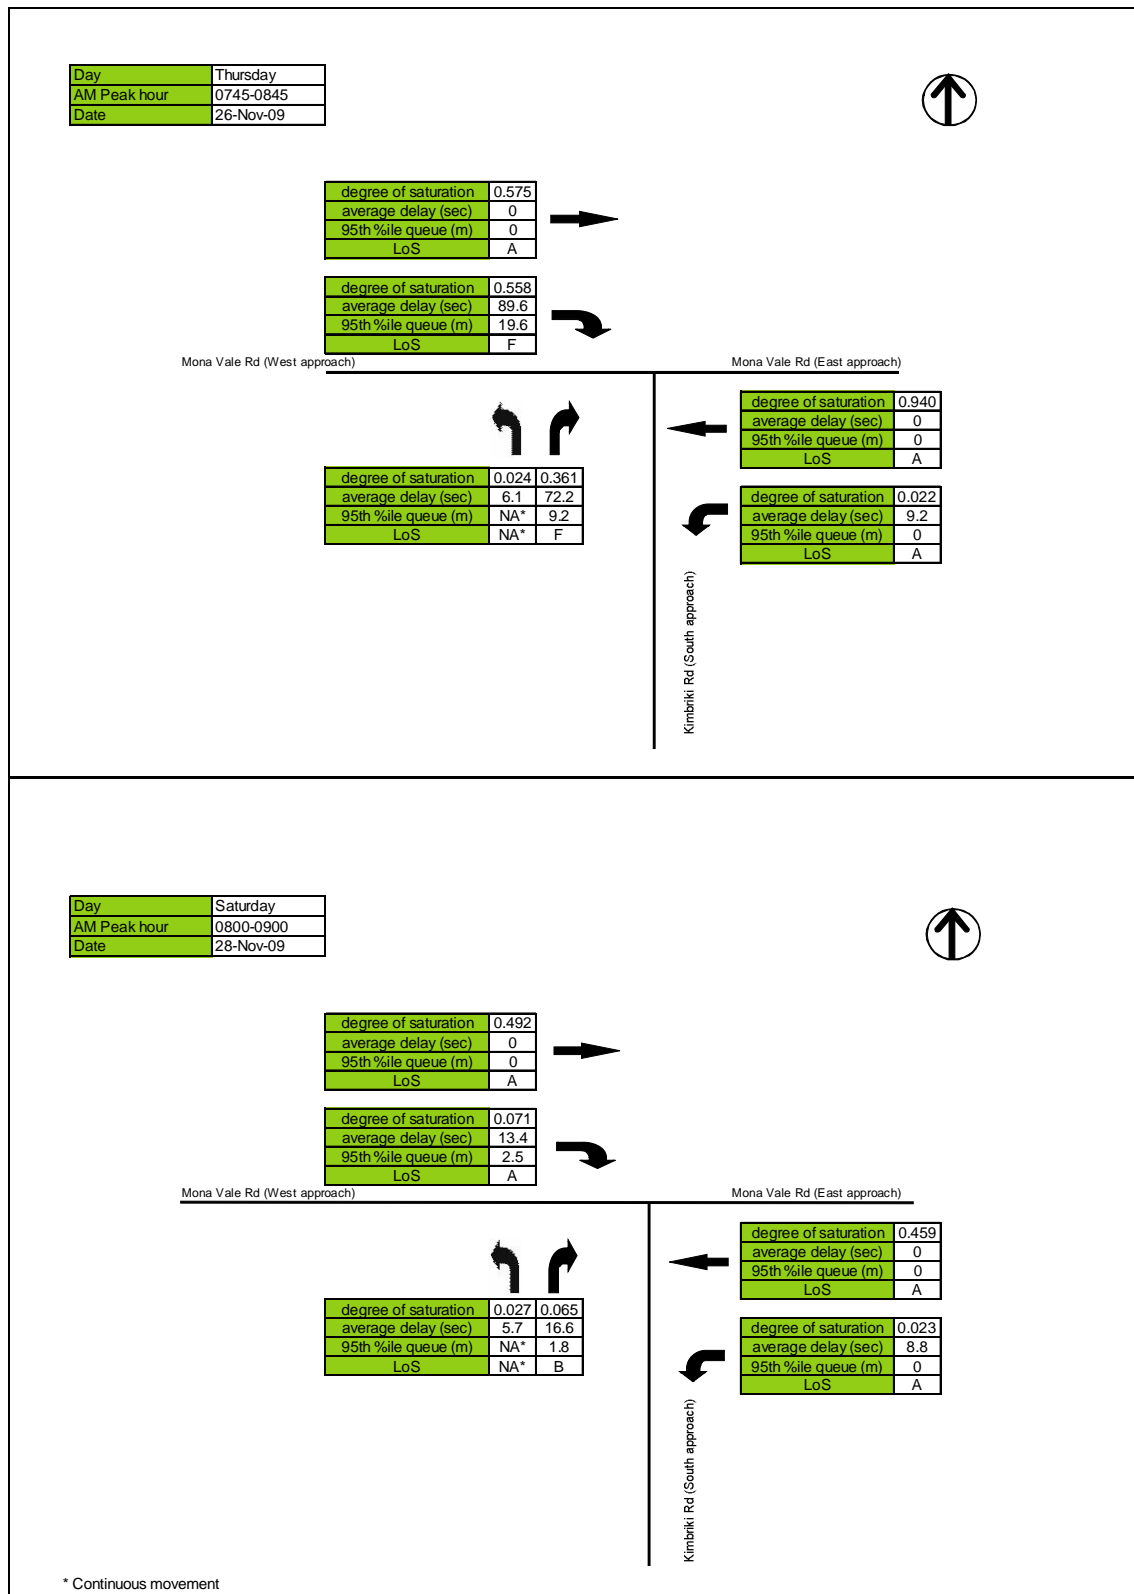 Day Thursday
AM Peak hour 0745-0845
Date 26-Nov-09
degree of saturation 0.575
average delay (sec) 0
95th %ile queue (m) 0
LoS A
degree of saturation 0.558
average delay (sec) 89.6
95th %ile queue (m) 19.6
LoS F
Mona Vale Rd (West approach)
Mona Vale Rd (East approach)
degree of saturation 0.940
average delay (sec) 0
95th %ile queue (m) 0
LoS A
degree of saturation 0.024 0.361
average delay (sec) 6.1 72.2
95th %ile queue (m) NA* 9.2
LoS NA* F
degree of saturation 0.022
average delay (sec) 9.2
95th %ile queue (m) 0
LoS A
Kimbriki Rd (South approach)
Day Saturday
AM Peak hour 0800-0900
Date 28-Nov-09
degree of saturation 0.492
average delay (sec) 0
95th %ile queue (m) 0
LoS A
degree of saturation 0.071
average delay (sec) 13.4
95th %ile queue (m) 2.5
LoS A
Mona Vale Rd (West approach)
Mona Vale Rd (East approach)
degree of saturation 0.459
average delay (sec) 0
95th %ile queue (m) 0
LoS A
degree of saturation 0.027 0.065
average delay (sec) 5.7 16.6
95th %ile queue (m) NA* 1.8
LoS NA* B
degree of saturation 0.023
average delay (sec) 8.8
95th %ile queue (m) 0
LoS A
Kimbriki Rd (South approach)
* Continuous movement